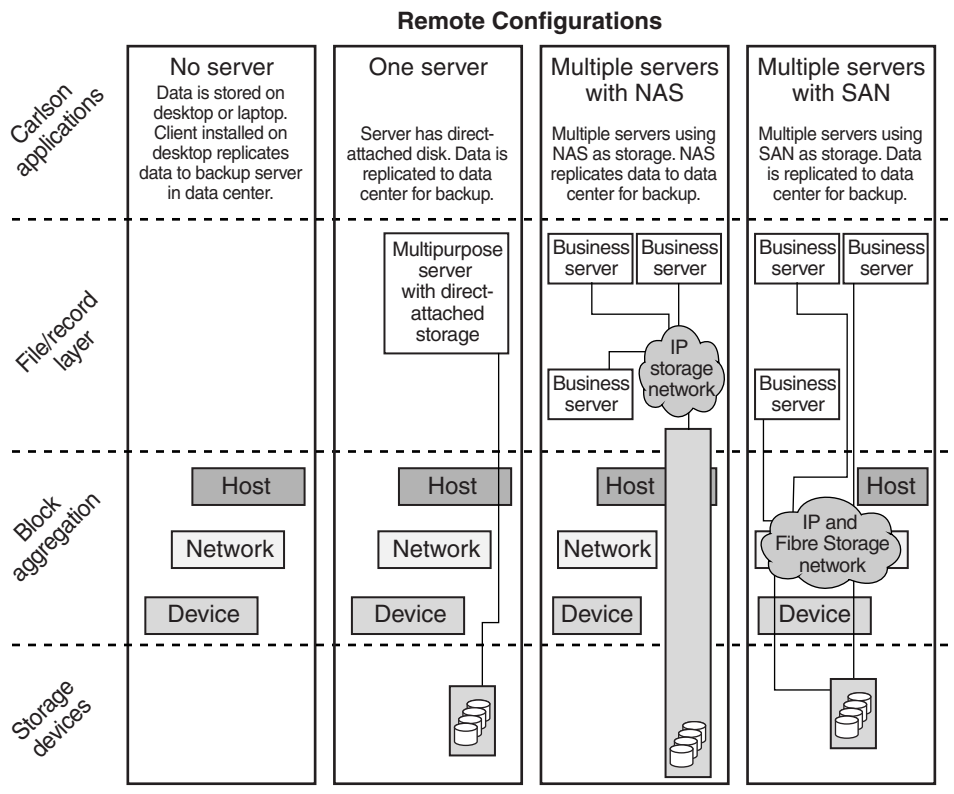 Remote Configurations
Carlson
applications
No server
Data is stored on
desktop or laptop.
Client installed on
desktop replicates
data to backup server
in data center.
One server
Server has direct-
attached disk. Data is
replicated to data
center for backup.
Multiple servers
with NAS
Multiple servers using
NAS as storage. NAS
replicates data to data
center for backup.
Multiple servers
with SAN
Multiple servers using
SAN as storage. Data
is replicated to data
center for backup.
File/record
layer
Multipurpose
server
with direct-
attached
storage
Business
server
Business
server
IP
storage
network
Business
server
Business
server
Business
server
Business
server
Block
aggregation
Host
Network
Device
Host
Network
Device
Host
Network
Device
Host
IP and
Fibre Storage
network
Device
Storage
devices